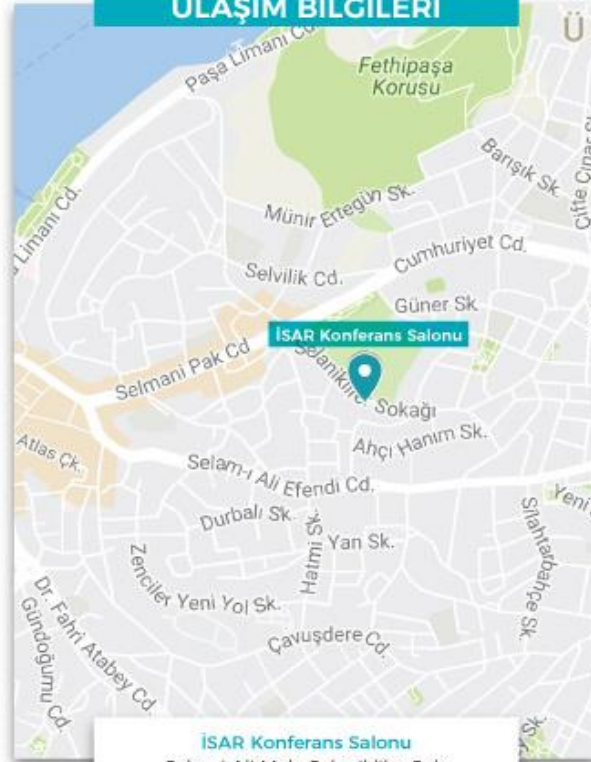 ULAŞIM BİLGİLERİ
Ü
Paşa Limanı Cd
Fethipaşa
Korusu
Barışık Sk.
Limanı Cd.
Münir Ertegün Sk.
Cumhuriyet Cd.
Selvilik Cd.
Güner Sk
İSAR Konferans Salonu
Selmani Pak Cd
Sokağı
Ahçı Hanım Sk.
Atlas Çk.
Selam-ı Ali Efendi Cd.
Yeni
Durbalı Sk.
Hatmi Sk.
Yan Sk.
Silahtarbahçe Sk.
Zenciler Yeni Yol Sk.
Dr. Fahri Atabey Cd.
Gündoğumu Cd.
Çavuşdere Cd.
Sk.
İSAR Konferans Salonu